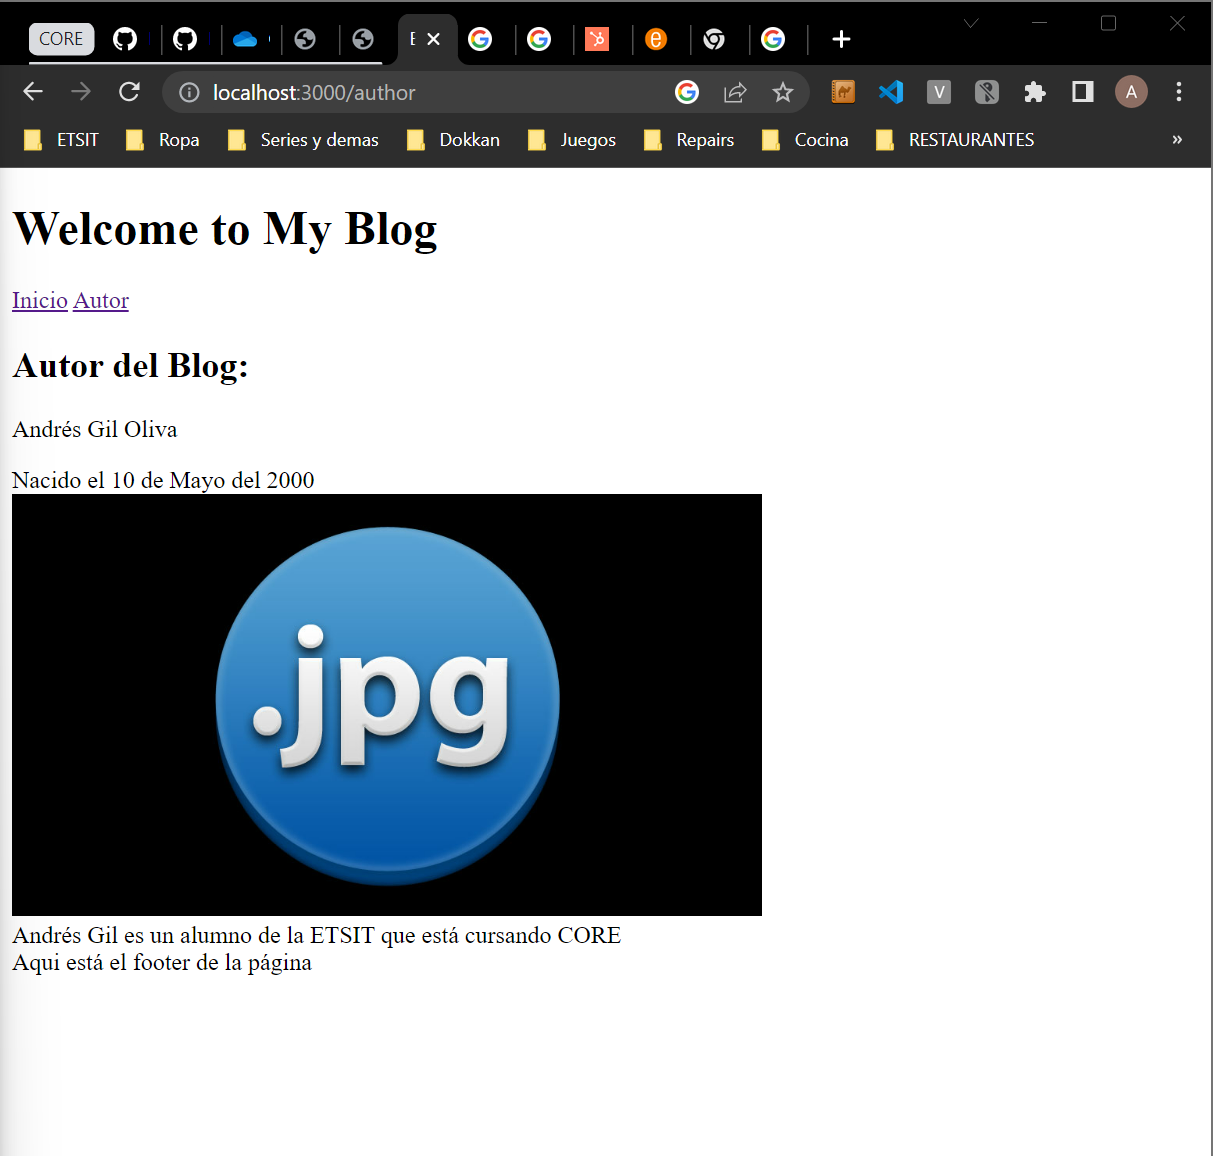 CORE
localhost:3000/author
A
V
ETSIT Ropa Series y demas Dokkan Juegos Repairs Cocina RESTAURANTES »
Welcome to My Blog
Inicio Autor
Autor del Blog:
Andrés Gil Oliva
Nacido el 10 de Mayo del 2000
.jpg
Andrés Gil es un alumno de la ETSIT que está cursando CORE
Aqui está el footer de la página